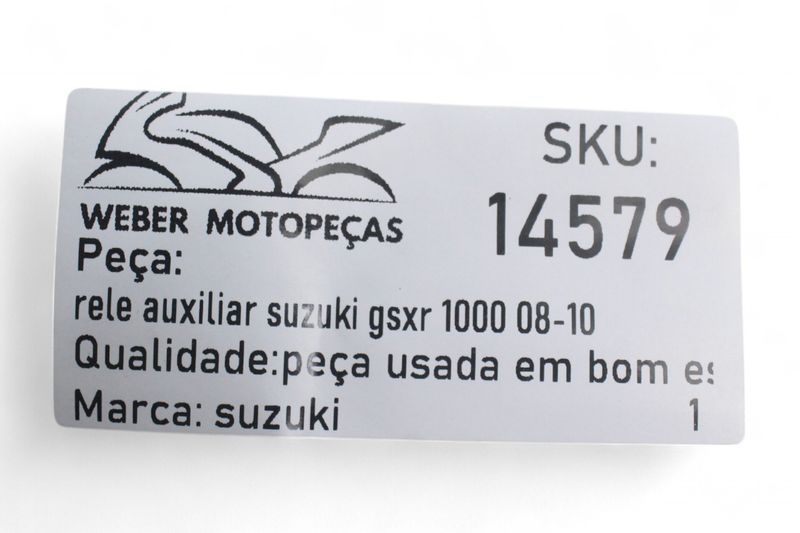 WEBER MOTOPEÇAS
SKU:
14579
Peça:
rele auxiliar suzuki gsxr 1000 08-10
Qualidade:peça usada em bom
Marca: suzuki
1